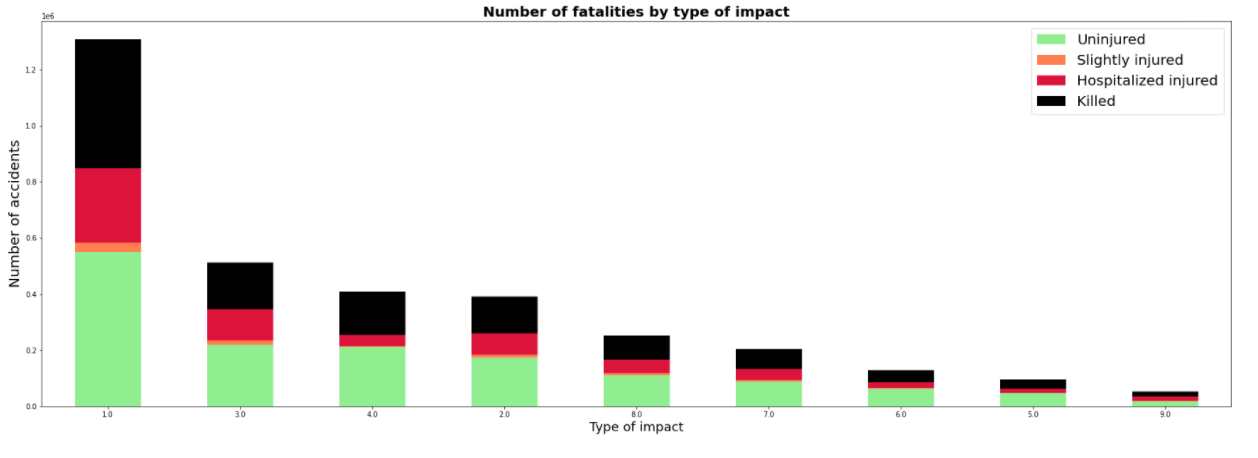 Number of fatalities by type of impact
1e6
Uninjured
Slightly injured
Hospitalized injured
Killed
Number of accidents
1.2
1.0
0.8
0.6
0.4
0.2
0.0
1.0 3.0 4.0 2.0 8.0 7.0 6.0 5.0 9.0
Type of impact